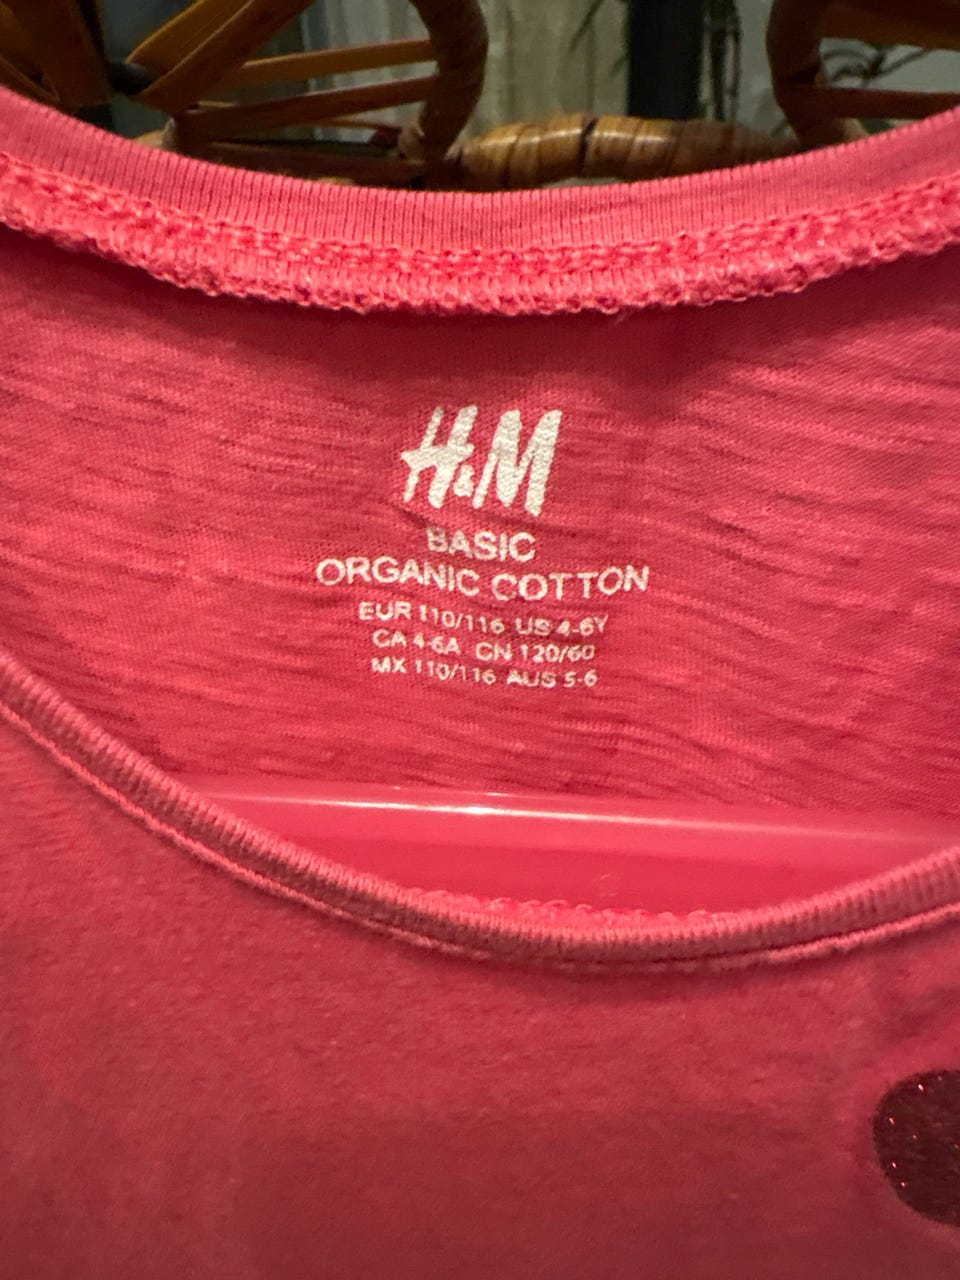 H&M
BASIC
ORGANIC COTTON
EUR 110/116 US 4-6Y
CA 4-6A CN 120/60
MX 110/116 AUS 5-6